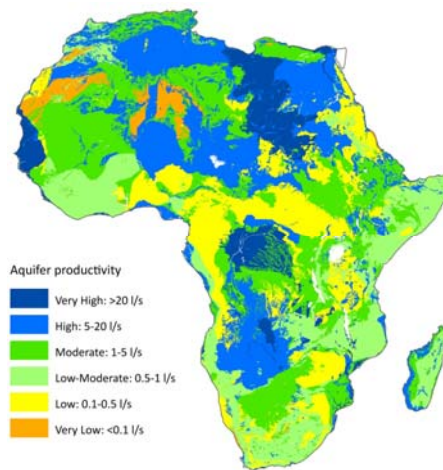 Aquifer productivity
Very High: >20 l/s
High: 5-20 l/s
Moderate: 1-5 l/s
Low-Moderate: 0.5-1 l/s
Low: 0.1-0.5 l/s
Very Low: <0.1 l/s